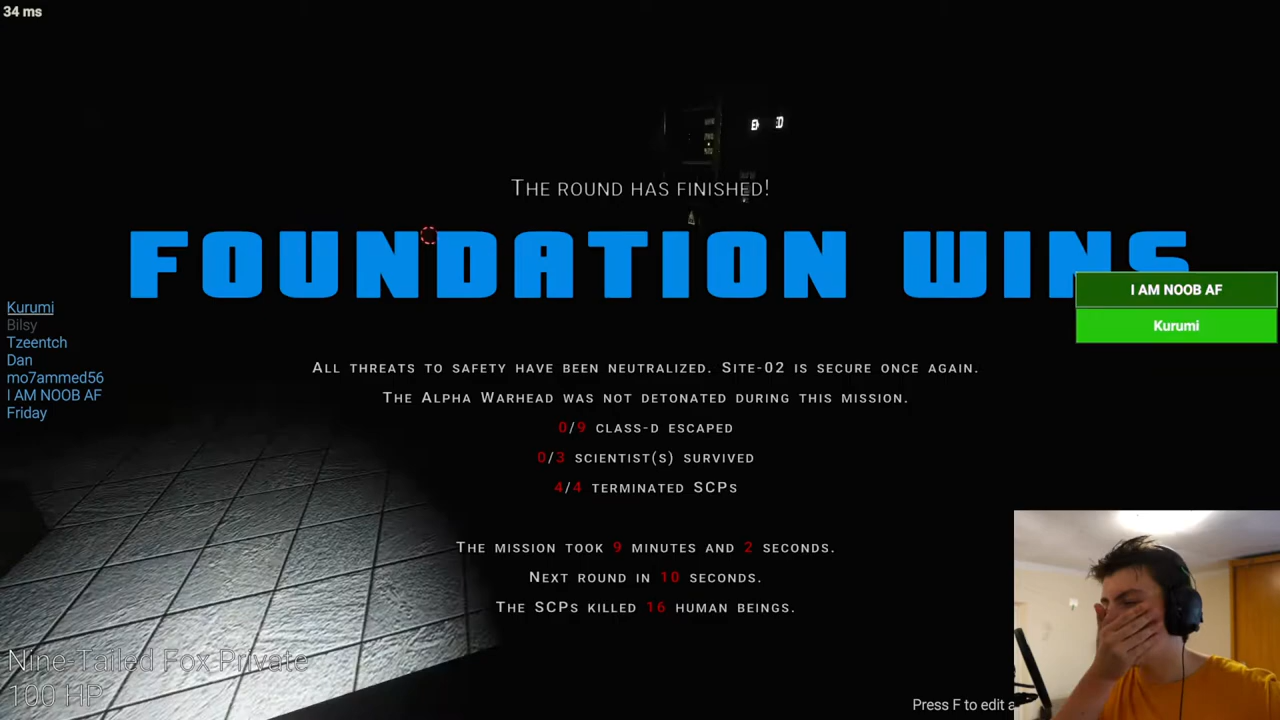 34 ms
THE ROUND HAS FINISHED!
FOUNDATION WINS
I AM NOOB AF
Kurumi
Kurumi
Bilsy
Tzeentch
Dan
mo7ammed56
I AM NOOB AF
Friday
ALL THREATS TO SAFETY HAVE BEEN NEUTRALIZED. SITE-02 IS SECURE ONCE AGAIN.
THE ALPHA WARHEAD WAS NOT DETONATED DURING THIS MISSION.
0/9 CLASS-D ESCAPED
0/3 SCIENTIST(S) SURVIVED
4/4 TERMINATED SCPS
THE MISSION TOOK 9 MINUTES AND 2 SECONDS.
NEXT ROUND IN 10 SECONDS.
THE SCPS KILLED 16 HUMAN BEINGS.
Nine-Tailed Fox Private
100 HP
Press F to edit a